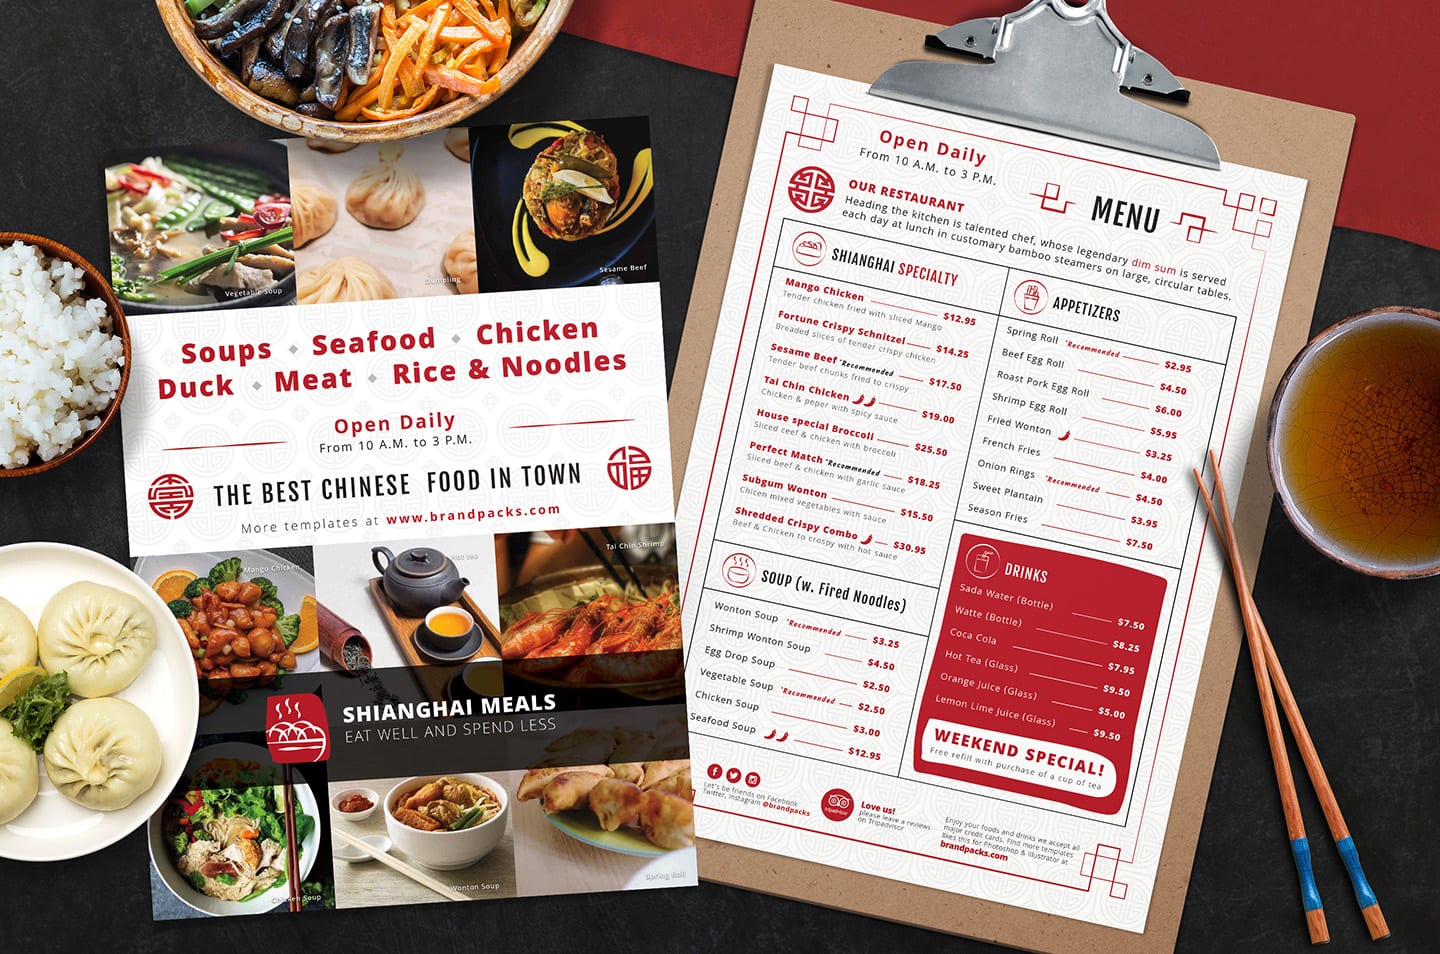 Vegetable Soup
Dumpling
Sesame Beef
Soups Seafood Chicken
Duck Meat Rice & Noodles
Open Daily
From 10 A.M. to 3 P.M.
THE BEST CHINESE FOOD IN TOWN
More templates at www.brandpacks.com
Mango Chicken
Hot Tea
Tai Chin Shrimp
SHIANGHAI MEALS
EAT WELL AND SPEND LESS
Chicken Soup
Wonton Soup
Spring Roll
Open Daily
From 10 A.M. to 3 P.M.
MENU
OUR RESTAURANT
Heading the kitchen is talented chef, whose legendary dim sum is served
each day at lunch in customary bamboo steamers on large, circular tables.
SHIANGHAI SPECIALTY
Mango Chicken $12.95
Tender chicken fried with sliced Mango
Fortune Crispy Schnitzel $14.25
Breaded slices of tender crispy chicken
Sesame Beef *Recommended $17.50
Tender beef chunks fried to crispy
Tai Chin Chicken $19.00
Chicken & peper with spicy sauce
House special Broccoli $25.50
Sliced ceef & chicken with broccoli
Perfect Match *Recommended $18.25
Sliced beef & chicken with garlic sauce
Subgum Wonton $15.50
Chicen mixed vegetables with sauce
Shredded Crispy Combo $30.95
Beef & Chicken to crospy with hot sauce
SOUP (w. Fired Noodles)
Wonton Soup *Recommended $3.25
Shrimp Wonton Soup $4.50
Egg Drop Soup $2.50
Vegetable Soup *Recommended $2.50
Chicken Soup $3.00
Seafood Soup $12.95
APPETIZERS
Spring Roll *Recommended $2.95
Beef Egg Roll $4.50
Roast Pork Egg Roll $6.00
Shrimp Egg Roll $5.95
Fried Wonton $3.25
French Fries $4.00
Onion Rings *Recommended $4.50
Sweet Plantain $3.95
Season Fries $7.50
DRINKS
Sada Water (Bottle) $7.50
Watte (Bottle) $8.25
Coca Cola $7.95
Hot Tea (Glass) $9.50
Orange Juice (Glass) $5.00
Lemon Lime Juice (Glass) $9.50
WEEKEND SPECIAL!
Free refill with purchase of a cup of tea
Let's be friends on Facebook
Twitter, Instagram @brandpacks
tripadvisor
Love us!
please leave a reviews
on Tripadvisor
Enjoy your foods and drinks we accept all
major credit cards. Find more templates
likes this for Photoshop & Illustrator at
brandpacks.com